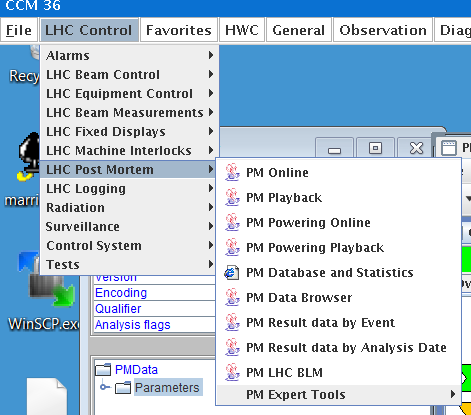 CCM 36
File LHC Control Favorites HWC General Observation Diag
Alarms
LHC Beam Control
LHC Equipment Control
LHC Beam Measurements
LHC Fixed Displays
LHC Machine Interlocks
LHC Post Mortem
LHC Logging
Radiation
Surveillance
Control System
Tests
PM Online
PM Playback
PM Powering Online
PM Powering Playback
PM Database and Statistics
PM Data Browser
PM Result data by Event
PM Result data by Analysis Date
PM LHC BLM
PM Expert Tools
Recy
marri
WinSCP.exe
Version
Encoding
Qualifier
Analysis flags
PMData
Parameters